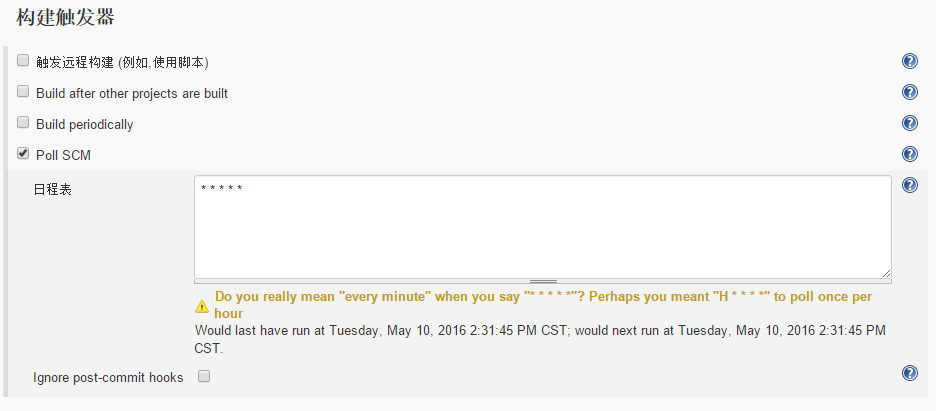 构建触发器
触发远程构建 (例如,使用脚本)
Build after other projects are built
Build periodically
Poll SCM
日程表
* * * * *
Do you really mean "every minute" when you say "* * * * *"? Perhaps you meant "H * * * *" to poll once per
hour
Would last have run at Tuesday, May 10, 2016 2:31:45 PM CST; would next run at Tuesday, May 10, 2016 2:31:45 PM
CST.
Ignore post-commit hooks